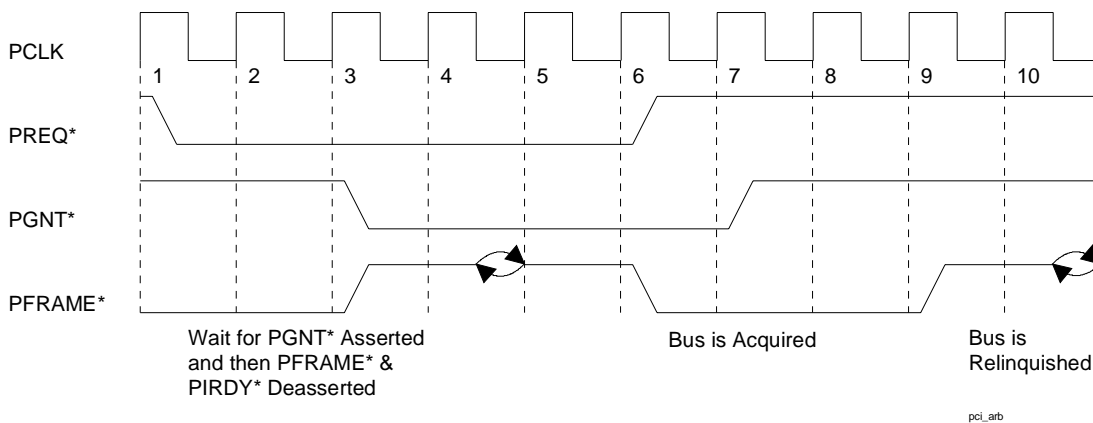 PCLK
1 2 3 4 5 6 7 8 9 10
PREQ*
PGNT*
PFRAME*
Wait for PGNT* Asserted
and then PFRAME* &
PIRDY* Deasserted
Bus is Acquired
Bus is
Relinquished
pci_arb